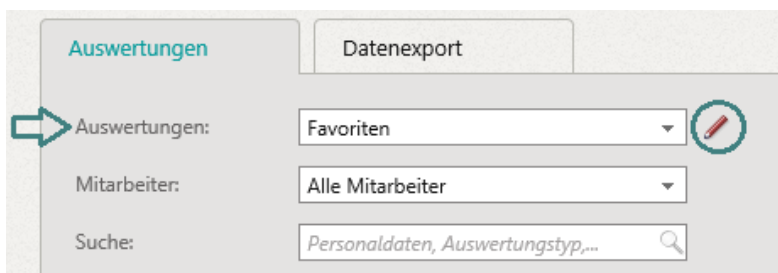 Auswertungen Datenexport
Auswertungen: Favoriten
Mitarbeiter: Alle Mitarbeiter
Suche: Personaldaten, Auswertungstyp,...